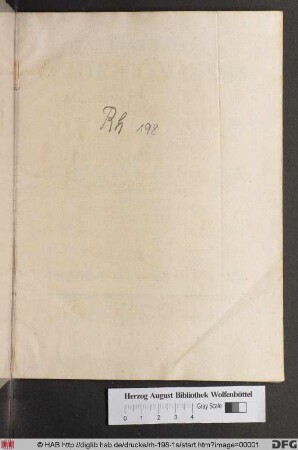 Rh 198
Herzog August Bibliothek Wolfenbüttel
0 1 2 3 4 Gray Scale
© HAB http://diglib.hab.de/drucke/rh-198-1s/start.htm?image=00001
DFG